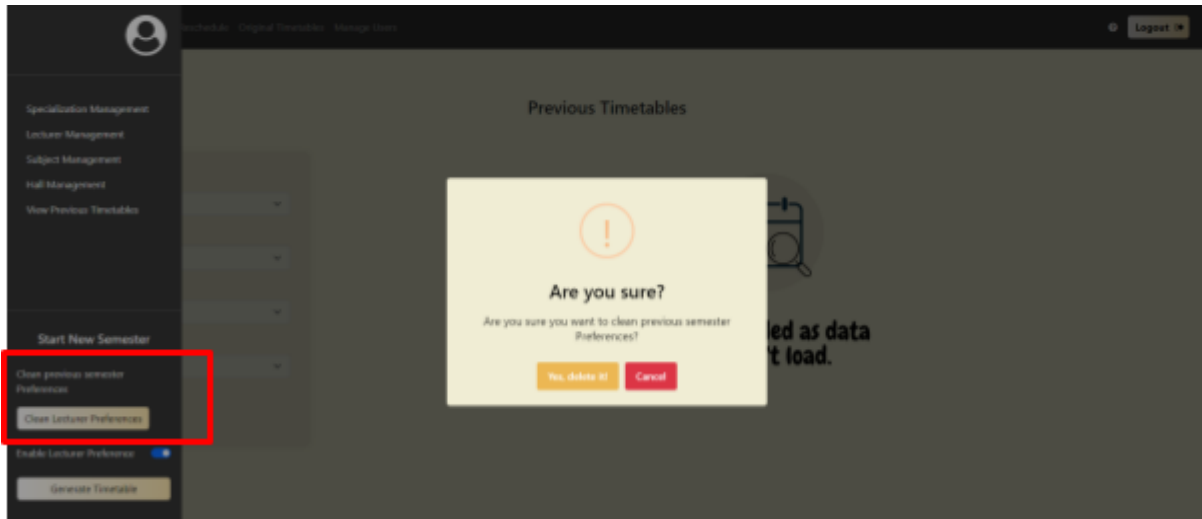 Reschedule Original Timetables Manage Users
Logout
Specialization Management
Lecturer Management
Subject Management
Hall Management
View Previous Timetables
Previous Timetables
Are you sure?
Are you sure you want to clean previous semester
Preferences?
Yes, delete it!
Cancel
led as data
't load.
Start New Semester
Clean previous semester
Preferences
Clean Lecturer Preferences
Enable Lecturer Preference
Generate Timetable